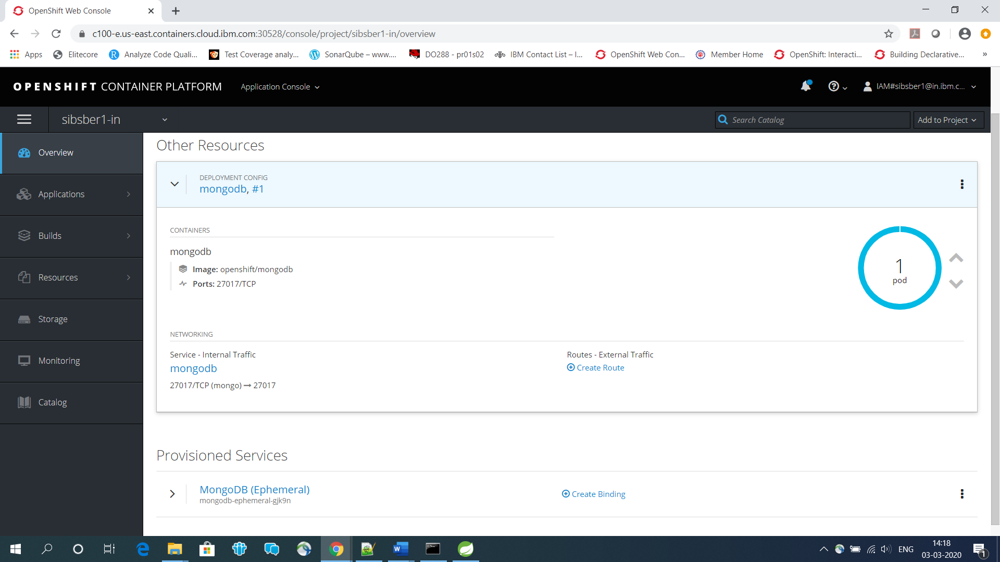 OpenShift Web Console
c100-e.us-east.containers.cloud.ibm.com:30528/console/project/sibsber1-in/overview
Apps
Elitecore
Analyze Code Quali...
Test Coverage analy...
SonarQube – www....
DO288 - pr01s02
IBM Contact List – I...
OpenShift Web Con...
Member Home
OpenShift: Interacti...
Building Declarative...
»
OPENSHIFT CONTAINER PLATFORM
Application Console
IAM#sibsber1@in.ibm.c...
sibsber1-in
Search Catalog
Add to Project
Overview
Applications
Builds
Resources
Storage
Monitoring
Catalog
Other Resources
DEPLOYMENT CONFIG
mongodb, #1
CONTAINERS
mongodb
Image: openshift/mongodb
Ports: 27017/TCP
1
pod
NETWORKING
Service - Internal Traffic
mongodb
27017/TCP (mongo) → 27017
Routes - External Traffic
Create Route
Provisioned Services
MongoDB (Ephemeral)
mongodb-ephemeral-gjk9n
Create Binding
ENG
14:18
03-03-2020
1